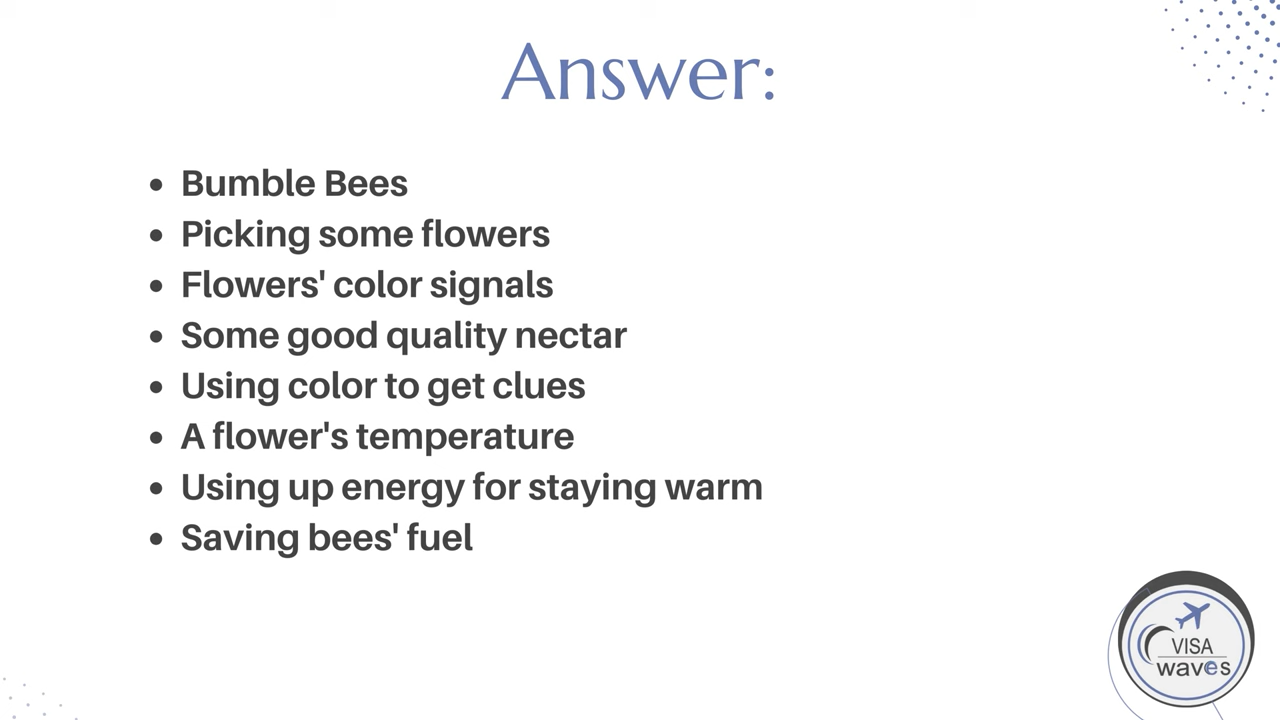 Answer:
Bumble Bees
Picking some flowers
Flowers' color signals
Some good quality nectar
Using color to get clues
A flower's temperature
Using up energy for staying warm
Saving bees' fuel
VISA
waves